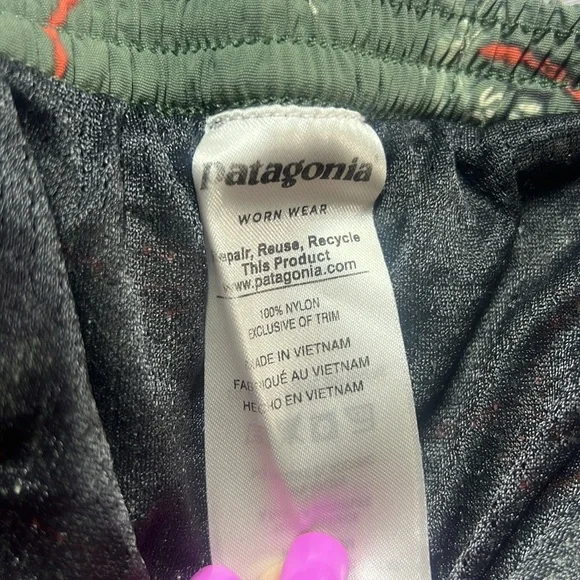 patagonia
WORN WEAR
epair, Reuse, Recycle
This Product
www.patagonia.com
100% NYLON
EXCLUSIVE OF TRIM
MADE IN VIETNAM
FABRIQUÉ AU VIETNAM
HECHO EN VIETNAM